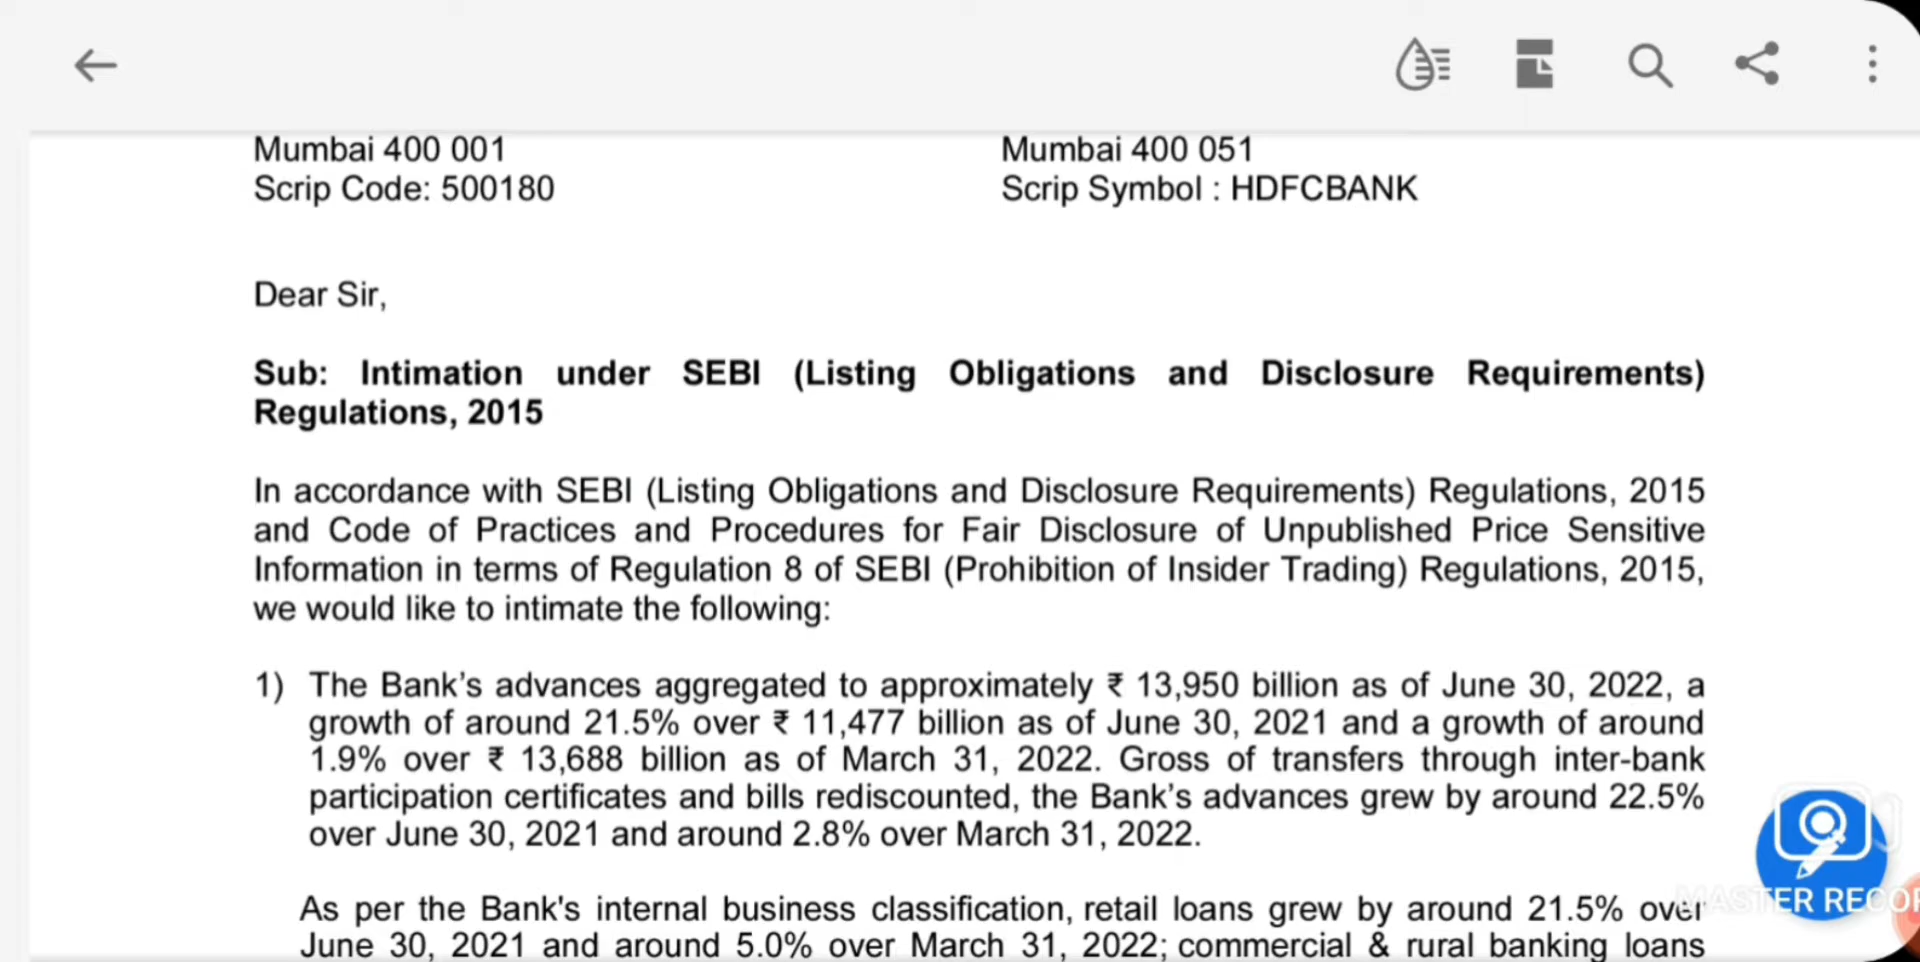 Mumbai 400 001
Mumbai 400 051
Scrip Code: 500180
Scrip Symbol : HDFCBANK
Dear Sir,
Sub: Intimation under SEBI (Listing Obligations and Disclosure Requirements)
Regulations, 2015
In accordance with SEBI (Listing Obligations and Disclosure Requirements) Regulations, 2015
and Code of Practices and Procedures for Fair Disclosure of Unpublished Price Sensitive
Information in terms of Regulation 8 of SEBI (Prohibition of Insider Trading) Regulations, 2015,
we would like to intimate the following:
1) The Bank's advances aggregated to approximately ₹ 13,950 billion as of June 30, 2022, a
growth of around 21.5% over ₹ 11,477 billion as of June 30, 2021 and a growth of around
1.9% over ₹ 13,688 billion as of March 31, 2022. Gross of transfers through inter-bank
participation certificates and bills rediscounted, the Bank's advances grew by around 22.5%
over June 30, 2021 and around 2.8% over March 31, 2022.
As per the Bank's internal business classification, retail loans grew by around 21.5% over
June 30, 2021 and around 5.0% over March 31, 2022; commercial & rural banking loans
MASTER RECOR